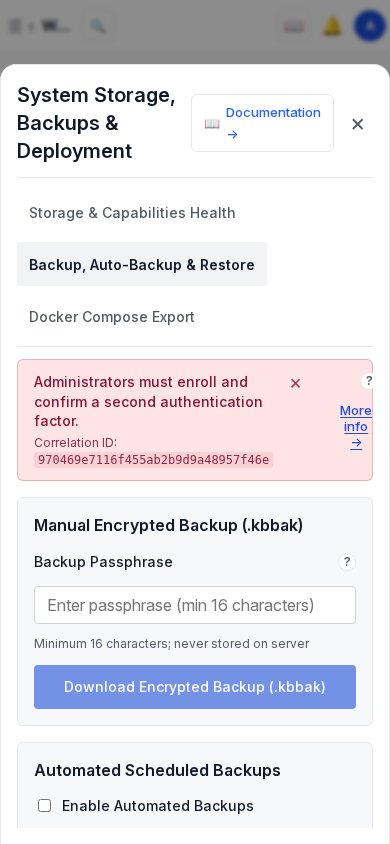 W...
A
System Storage,
Backups &
Deployment
Documentation
→
×
Storage & Capabilities Health
Backup, Auto-Backup & Restore
Docker Compose Export
Administrators must enroll and
confirm a second authentication
factor.
Correlation ID:
970469e7116f455ab2b9d9a48957f46e
×
?
More
info
→
Manual Encrypted Backup (.kbbak)
Backup Passphrase
?
Enter passphrase (min 16 characters)
Minimum 16 characters; never stored on server
Download Encrypted Backup (.kbbak)
Automated Scheduled Backups
Enable Automated Backups